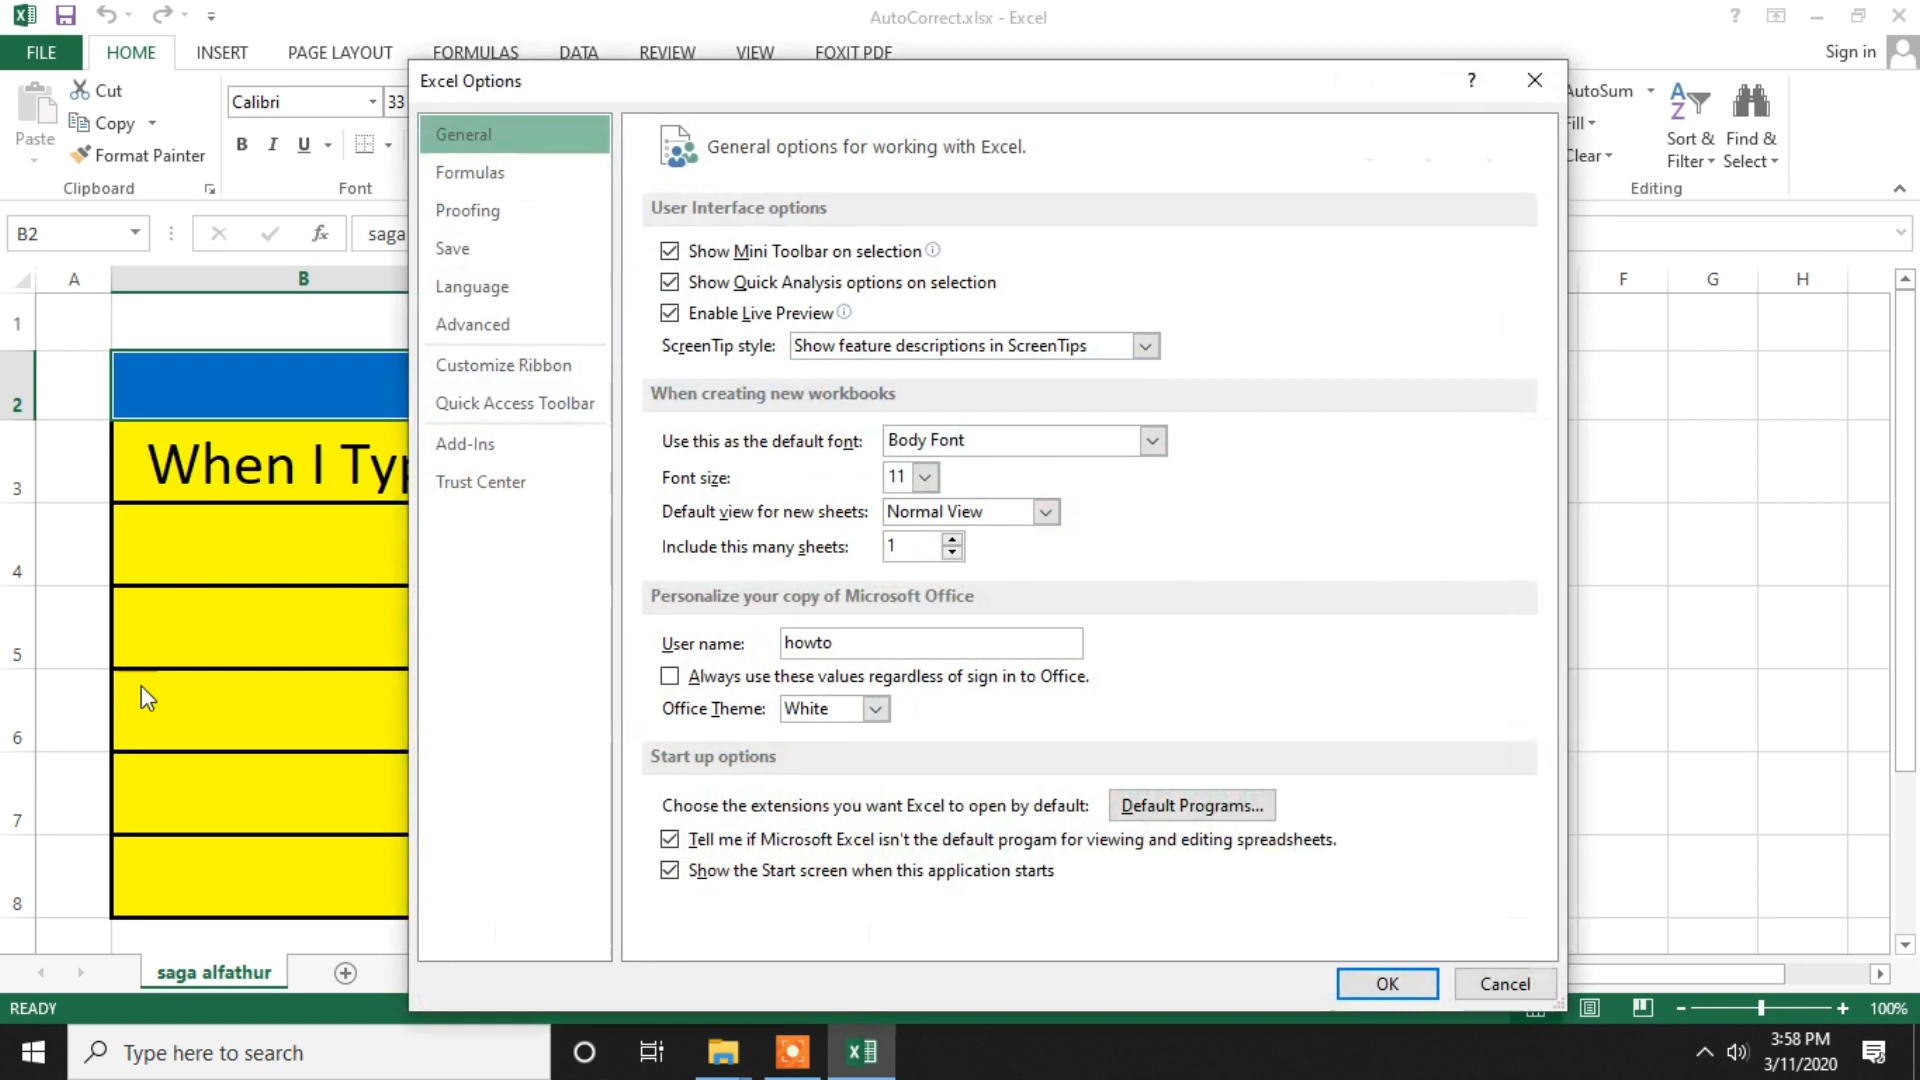 AutoCorrect.xlsx - Excel
FILE HOME INSERT PAGE LAYOUT FORMULAS DATA REVIEW VIEW FOXIT PDF Sign in
Paste
Cut
Copy
Format Painter
Clipboard
Calibri 33
B I U
Font
AutoSum
Fill
Clear
Sort & Filter
Find & Select
Editing
B2 fx saga
A B F G H
1
2
3 When I Typ
4
5
6
7
8
Excel Options
?
General
Formulas
Proofing
Save
Language
Advanced
Customize Ribbon
Quick Access Toolbar
Add-Ins
Trust Center
General options for working with Excel.
User Interface options
Show Mini Toolbar on selection
Show Quick Analysis options on selection
Enable Live Preview
ScreenTip style: Show feature descriptions in ScreenTips
When creating new workbooks
Use this as the default font: Body Font
Font size: 11
Default view for new sheets: Normal View
Include this many sheets: 1
Personalize your copy of Microsoft Office
User name: howto
Always use these values regardless of sign in to Office.
Office Theme: White
Start up options
Choose the extensions you want Excel to open by default: Default Programs...
Tell me if Microsoft Excel isn't the default progam for viewing and editing spreadsheets.
Show the Start screen when this application starts
OK Cancel
saga alfathur
READY 100%
Type here to search
3:58 PM
3/11/2020